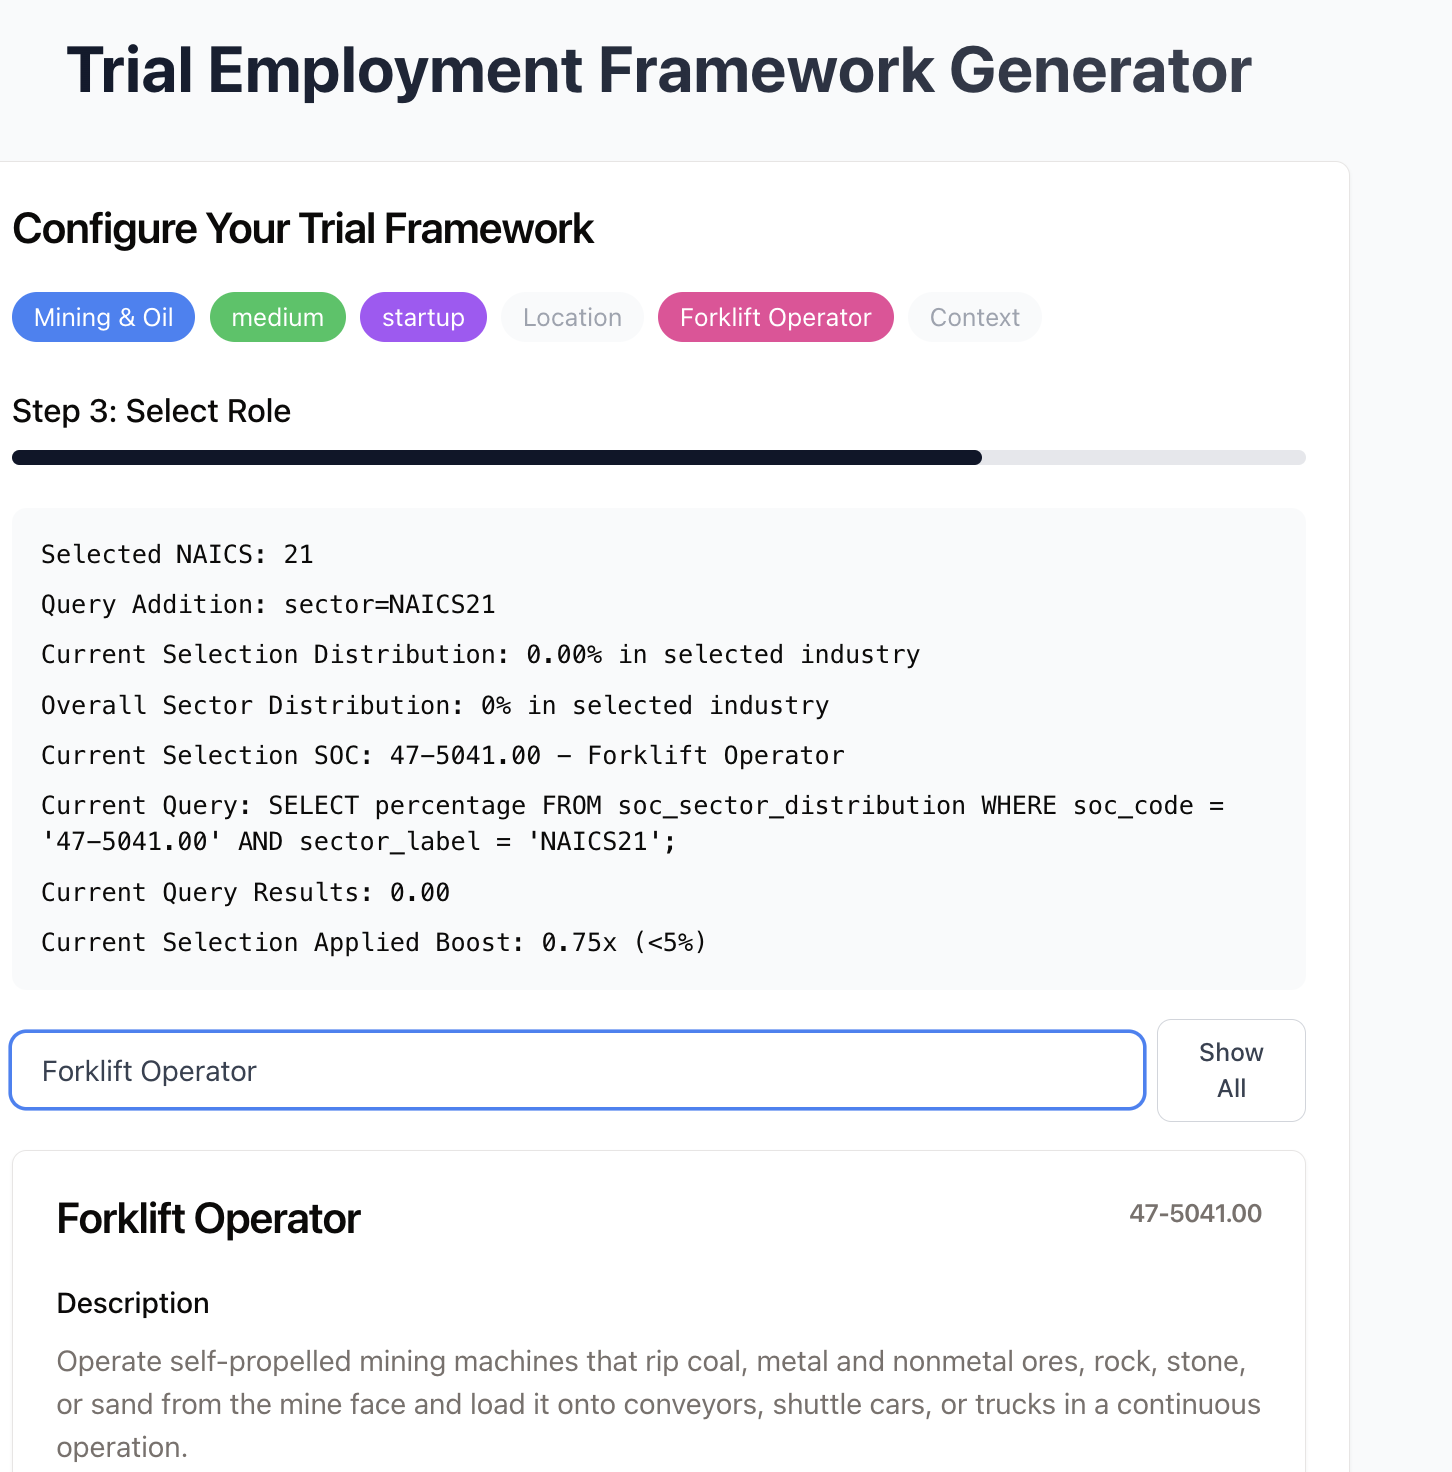 Trial Employment Framework Generator
Configure Your Trial Framework
Mining & Oil medium startup Location Forklift Operator Context
Step 3: Select Role
Selected NAICS: 21
Query Addition: sector=NAICS21
Current Selection Distribution: 0.00% in selected industry
Overall Sector Distribution: 0% in selected industry
Current Selection SOC: 47-5041.00 - Forklift Operator
Current Query: SELECT percentage FROM soc_sector_distribution WHERE soc_code =
'47-5041.00' AND sector_label = 'NAICS21';
Current Query Results: 0.00
Current Selection Applied Boost: 0.75x (<5%)
Forklift Operator
Show
All
Forklift Operator
47-5041.00
Description
Operate self-propelled mining machines that rip coal, metal and nonmetal ores, rock, stone,
or sand from the mine face and load it onto conveyors, shuttle cars, or trucks in a continuous
operation.